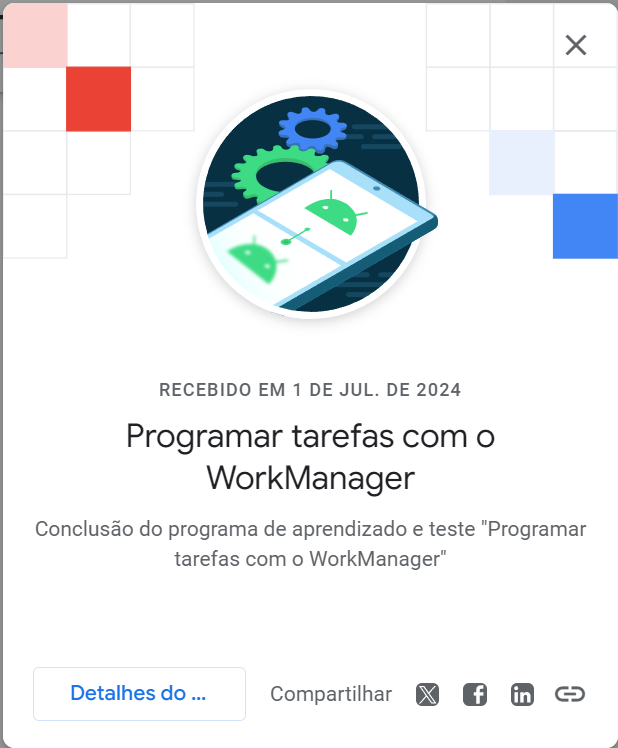 RECEBIDO EM 1 DE JUL. DE 2024
Programar tarefas com o
WorkManager
Conclusão do programa de aprendizado e teste "Programar
tarefas com o WorkManager"
Detalhes do ...
Compartilhar